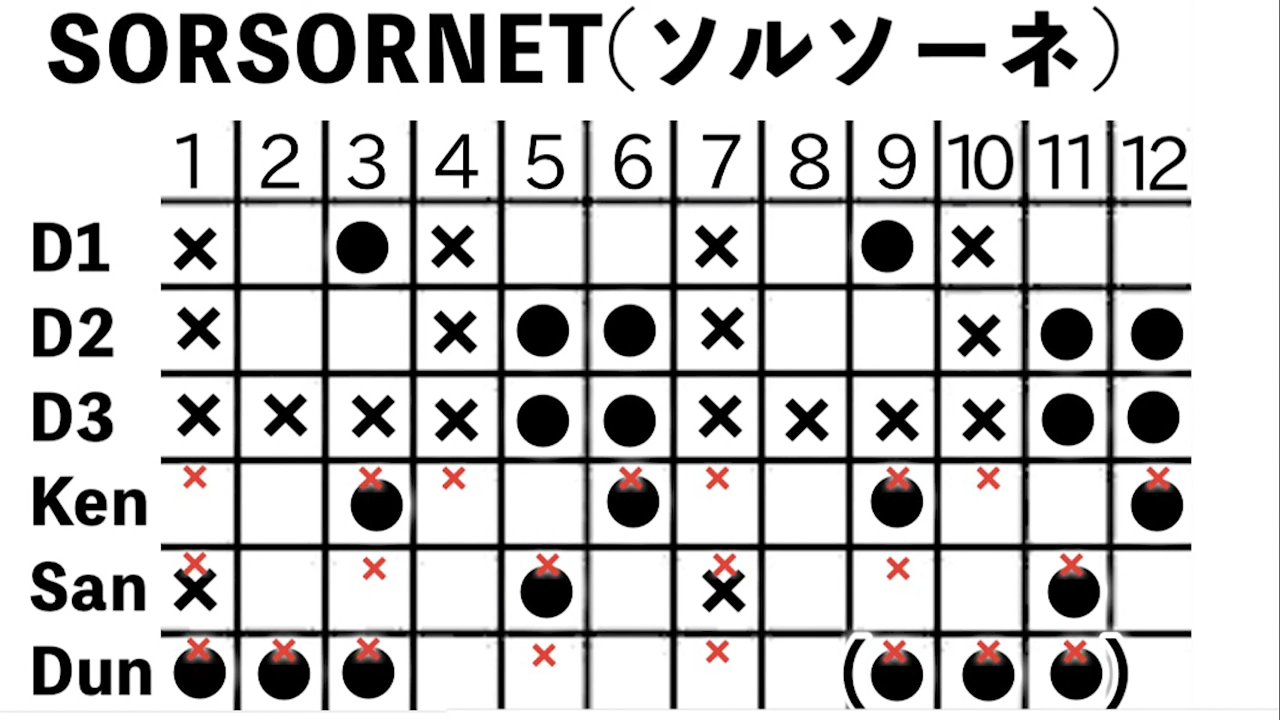 SORSORNET(ソルソーネ)
1 2 3 4 5 6 7 8 9 10 11 12
D1 × ● × × ● ×
D2 × × ● ● × × ● ●
D3 × × × × ● ● × × × × ● ●
Ken × ×● × ×● × ×● × ×●
San ×× × ×● ×× × ×●
Dun ×● ×● ×● × × (×● ×● ×●)